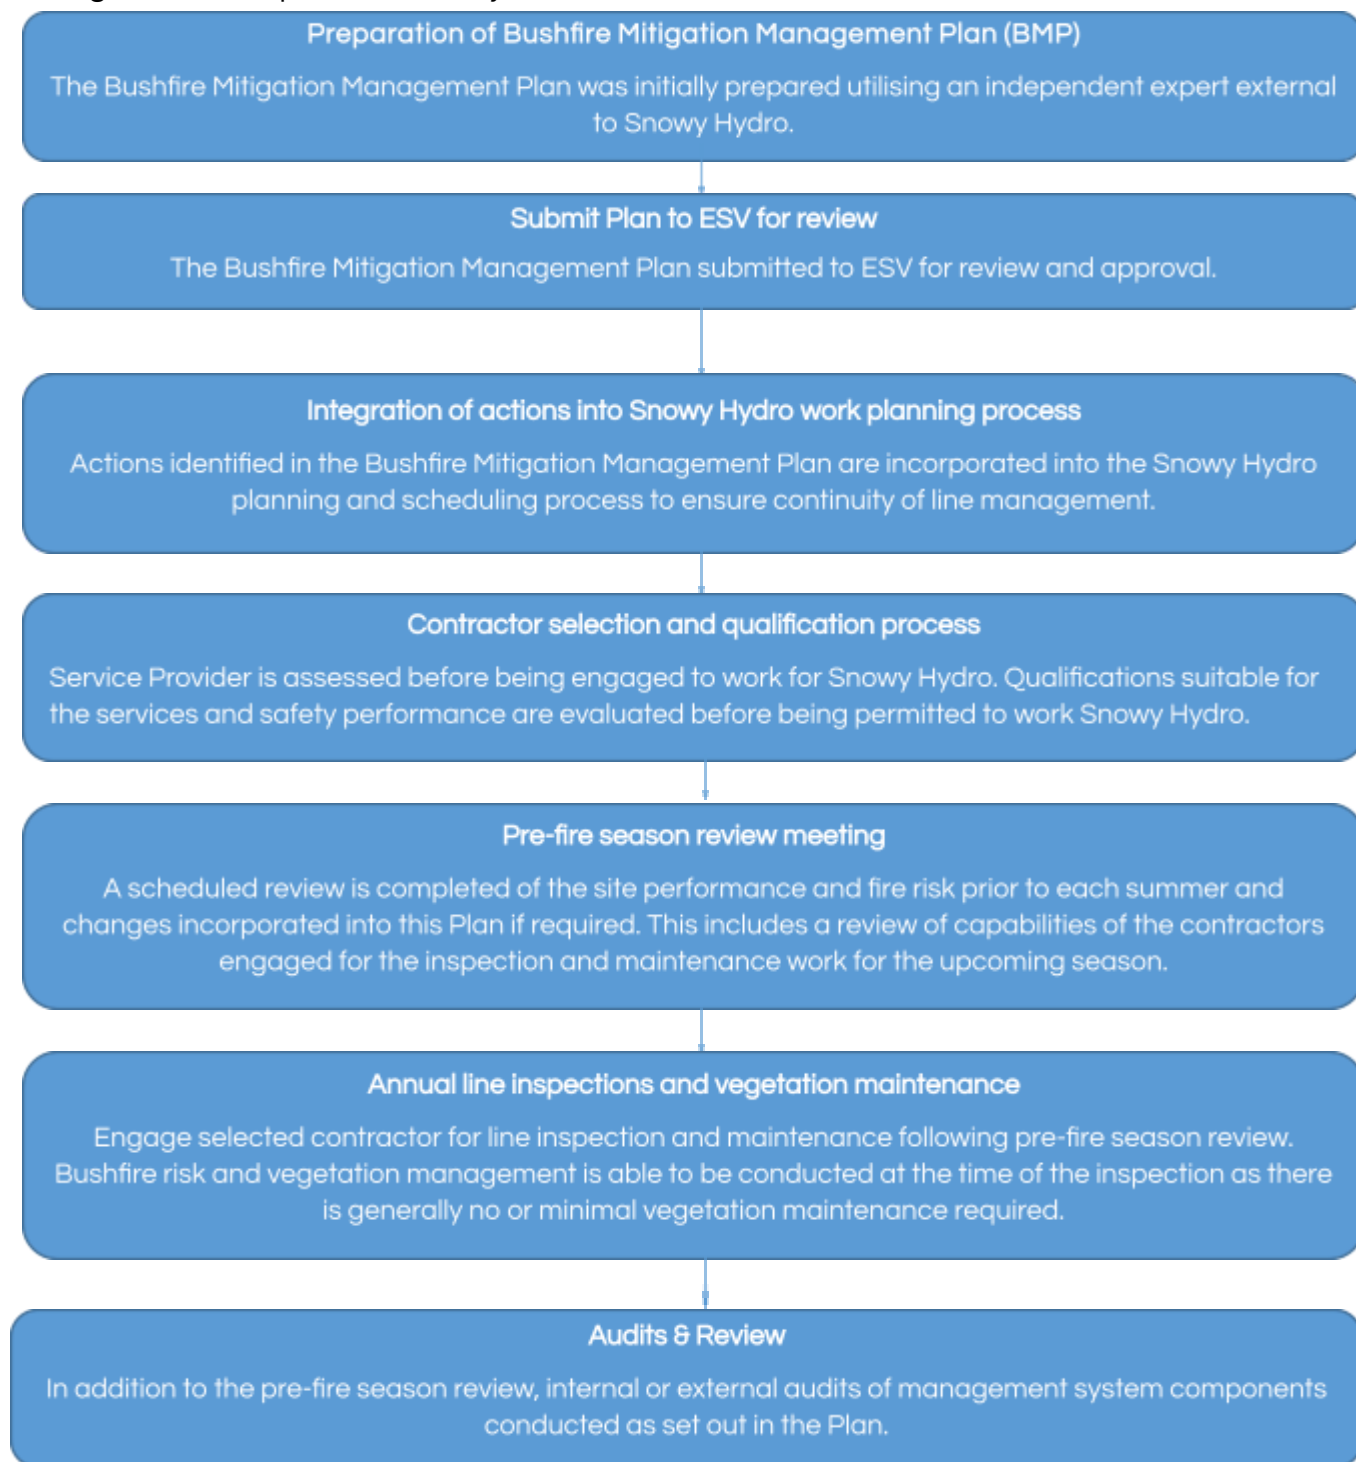 Preparation of Bushfire Mitigation Management Plan (BMP)
The Bushfire Mitigation Management Plan was initially prepared utilising an independent expert external
to Snowy Hydro.
Submit Plan to ESV for review
The Bushfire Mitigation Management Plan submitted to ESV for review and approval.
Integration of actions into Snowy Hydro work planning process
Actions identified in the Bushfire Mitigation Management Plan are incorporated into the Snowy Hydro
planning and scheduling process to ensure continuity of line management.
Contractor selection and qualification process
Service Provider is assessed before being engaged to work for Snowy Hydro. Qualifications suitable for
the services and safety performance are evaluated before being permitted to work Snowy Hydro.
Pre-fire season review meeting
A scheduled review is completed of the site performance and fire risk prior to each summer and
changes incorporated into this Plan if required. This includes a review of capabilities of the contractors
engaged for the inspection and maintenance work for the upcoming season.
Annual line inspections and vegetation maintenance
Engage selected contractor for line inspection and maintenance following pre-fire season review.
Bushfire risk and vegetation management is able to be conducted at the time of the inspection as there
is generally no or minimal vegetation maintenance required.
Audits & Review
In addition to the pre-fire season review, internal or external audits of management system components
conducted as set out in the Plan.